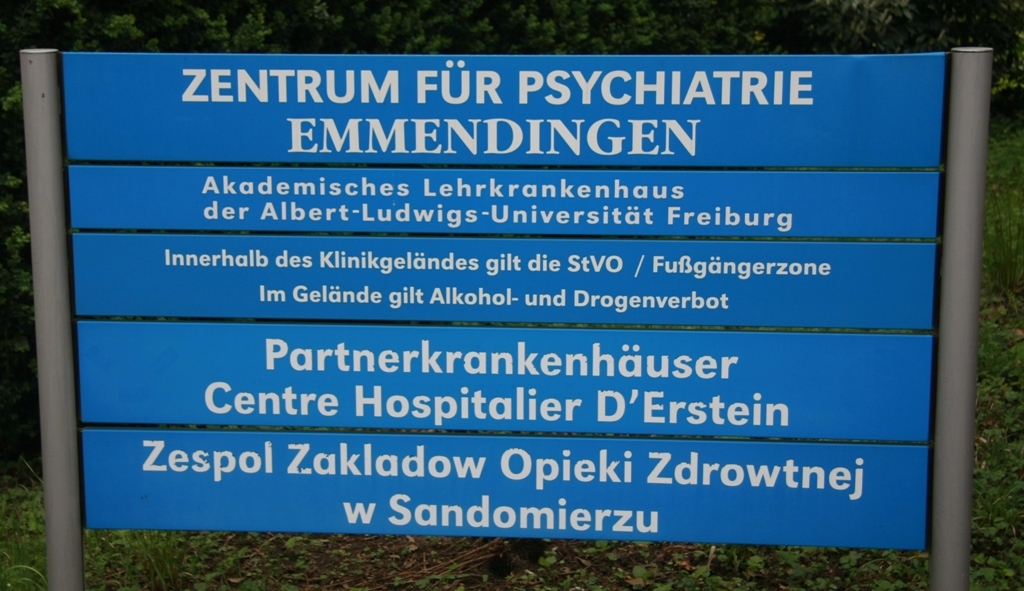 ZENTRUM FÜR PSYCHIATRIE
EMMENDINGEN
Akademisches Lehrkrankenhaus
der Albert-Ludwigs-Universität Freiburg
Innerhalb des Klinikgeländes gilt die StVO / Fußgängerzone
Im Gelände gilt Alkohol- und Drogenverbot
Partnerkrankenhäuser
Centre Hospitalier D'Erstein
Zespol Zakladow Opieki Zdrowtnej
w Sandomierzu